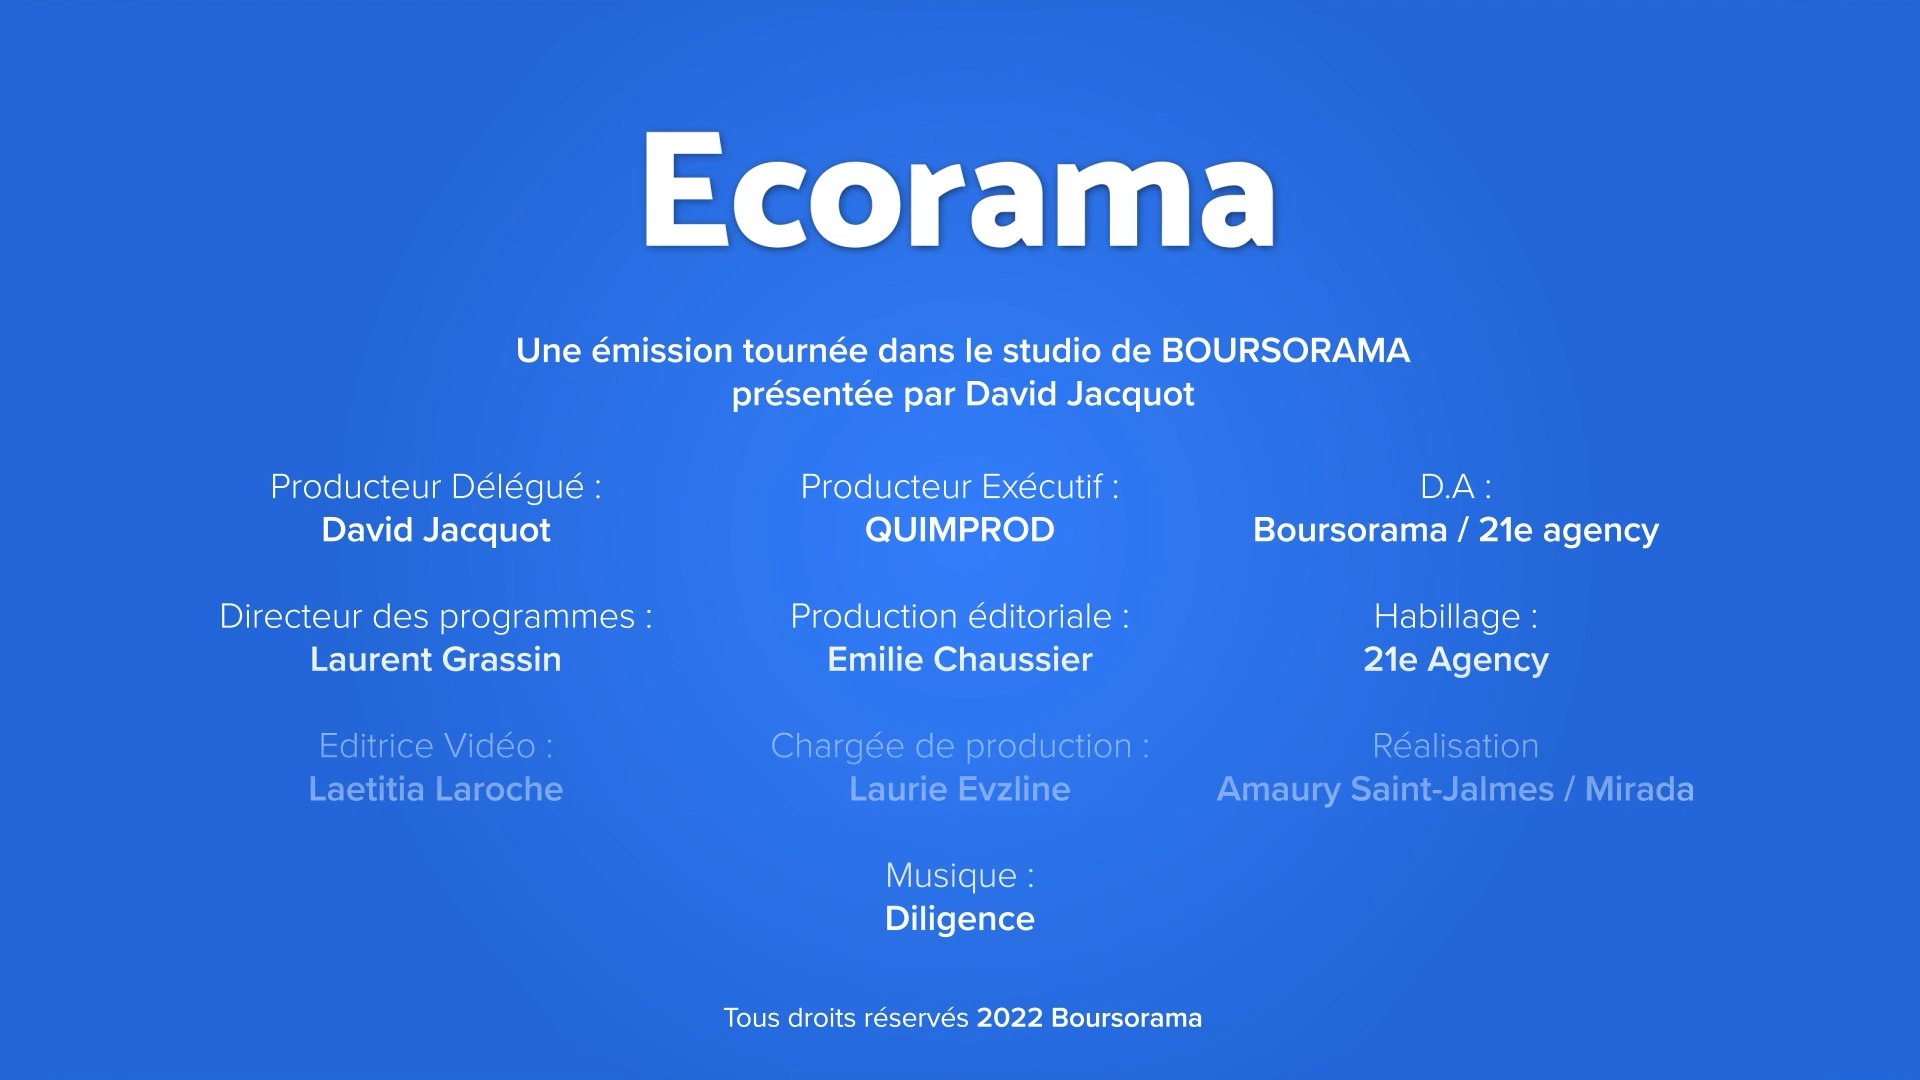 Ecorama
Une émission tournée dans le studio de BOURSORAMA
présentée par David Jacquot
Producteur Délégué :
David Jacquot
Producteur Exécutif :
QUIMPROD
D.A :
Boursorama / 21e agency
Directeur des programmes :
Laurent Grassin
Production éditoriale :
Emilie Chaussier
Habillage :
21e Agency
Editrice Vidéo :
Laetitia Laroche
Chargée de production :
Laurie Evzline
Réalisation
Amaury Saint-Jalmes / Mirada
Musique :
Diligence
Tous droits réservés 2022 Boursorama